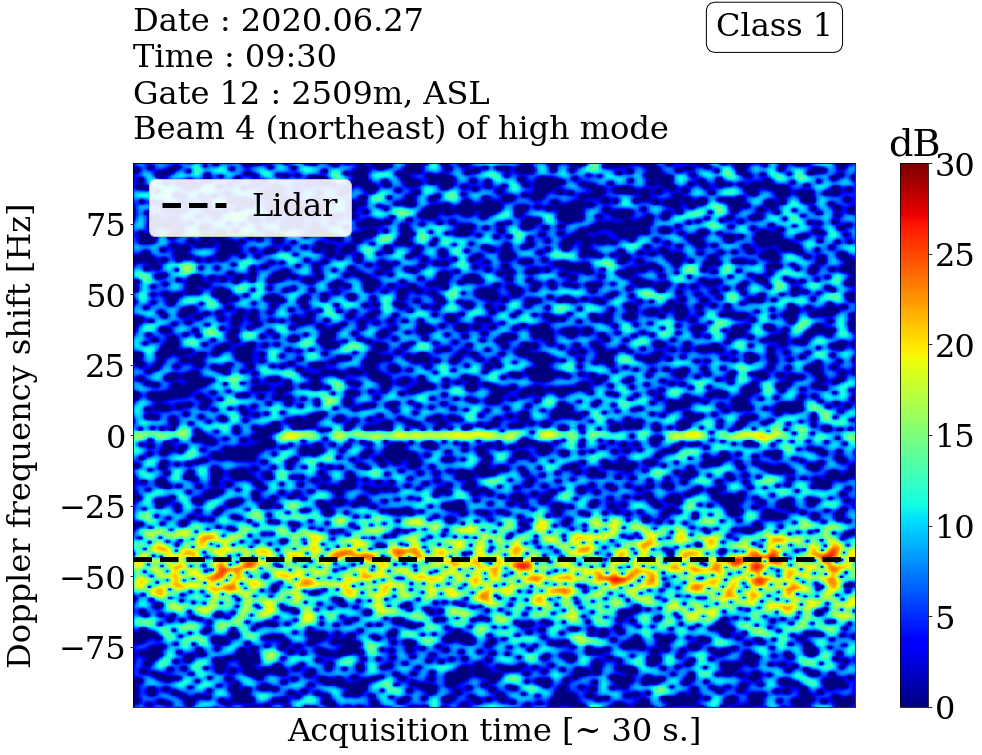 Date : 2020.06.27
Time : 09:30
Gate 12 : 2509m, ASL
Beam 4 (northeast) of high mode
Class 1
dB
Lidar
Doppler frequency shift [Hz]
75
50
25
0
−25
−50
−75
Acquisition time [~ 30 s.]
30
25
20
15
10
5
0